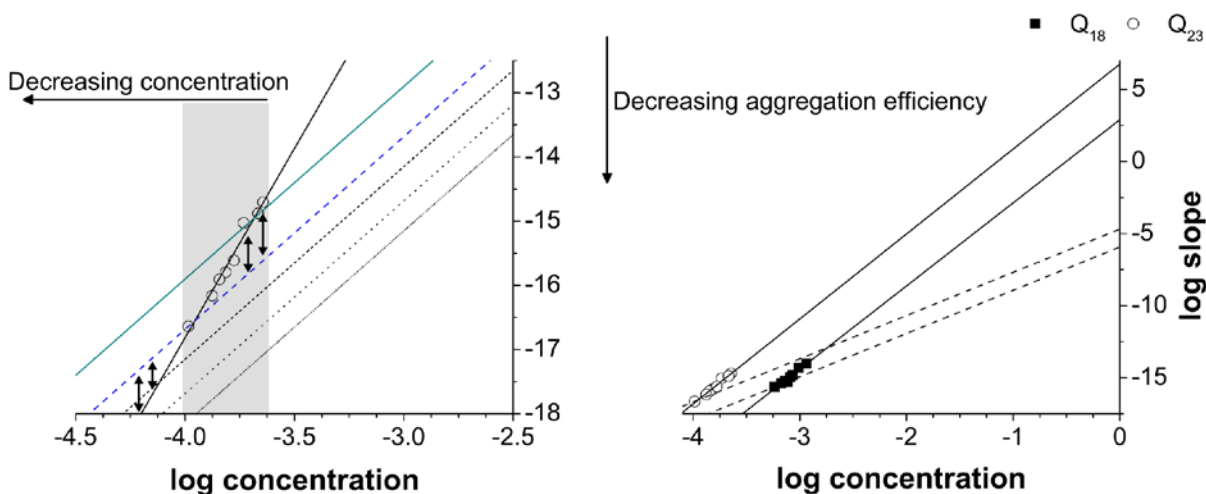 Q18 Q23
Decreasing concentration
Decreasing aggregation efficiency
-13
-14
-15
-16
-17
-18
-4.5 -4.0 -3.5 -3.0 -2.5
log concentration
5
0
-5
-10
-15
log slope
-4 -3 -2 -1 0
log concentration